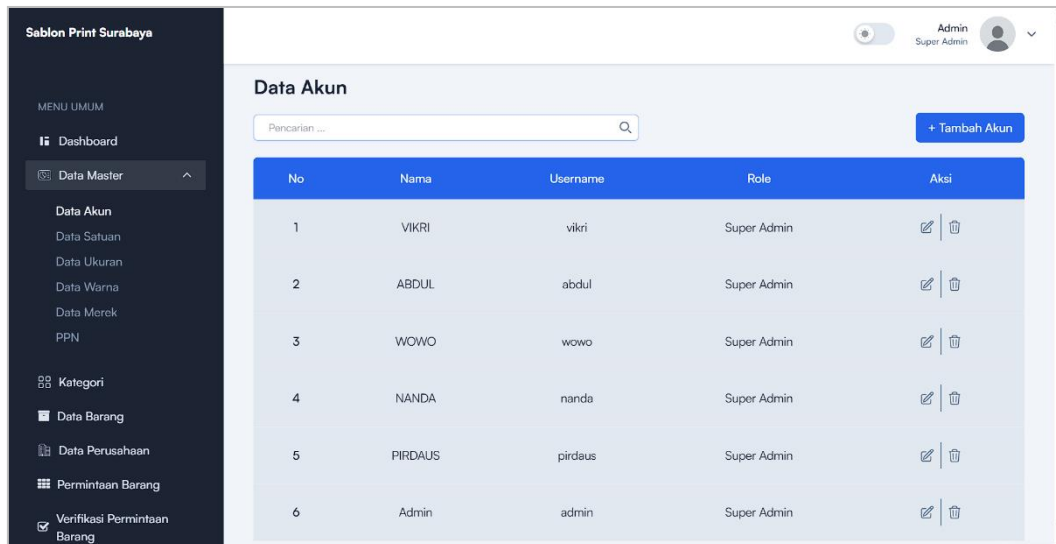 Sablon Print Surabaya
Admin
Super Admin
MENU UMUM
Dashboard
Data Master
Data Akun
Data Satuan
Data Ukuran
Data Warna
Data Merek
PPN
Kategori
Data Barang
Data Perusahaan
Permintaan Barang
Verifikasi Permintaan
Barang
Data Akun
Pencarian ...
+ Tambah Akun
No Nama Username Role Aksi
1 VIKRI vikri Super Admin
2 ABDUL abdul Super Admin
3 WOWO wowo Super Admin
4 NANDA nanda Super Admin
5 PIRDAUS pirdaus Super Admin
6 Admin admin Super Admin